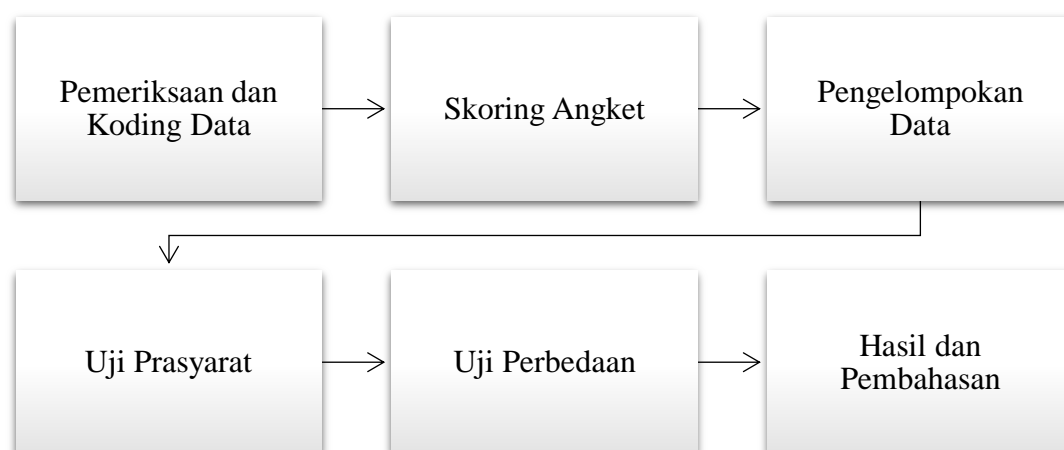 Pemeriksaan dan
Koding Data
Skoring Angket
Pengelompokan
Data
Uji Prasyarat
Uji Perbedaan
Hasil dan
Pembahasan